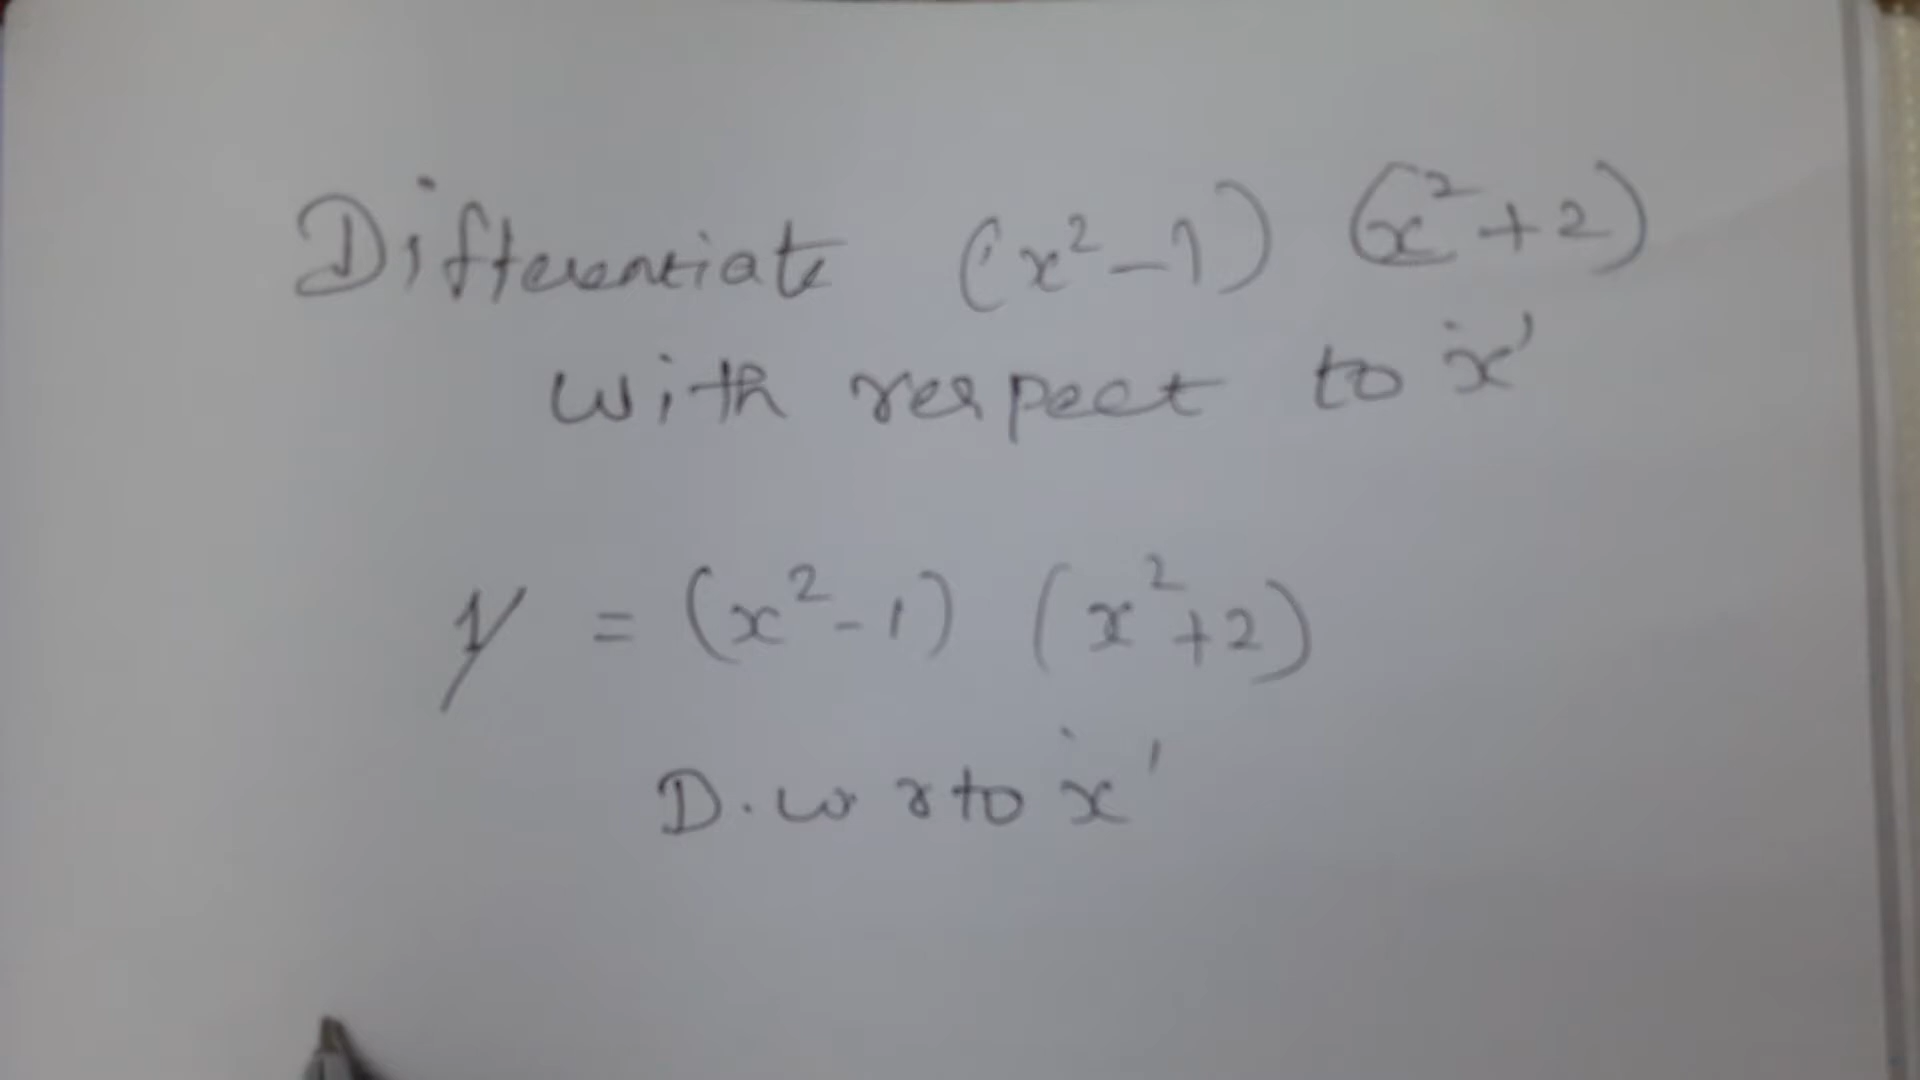 Differentiate (x²-1) (x²+2)
with respect to 'x'
y = (x²-1) (x²+2)
D. w r to 'x'